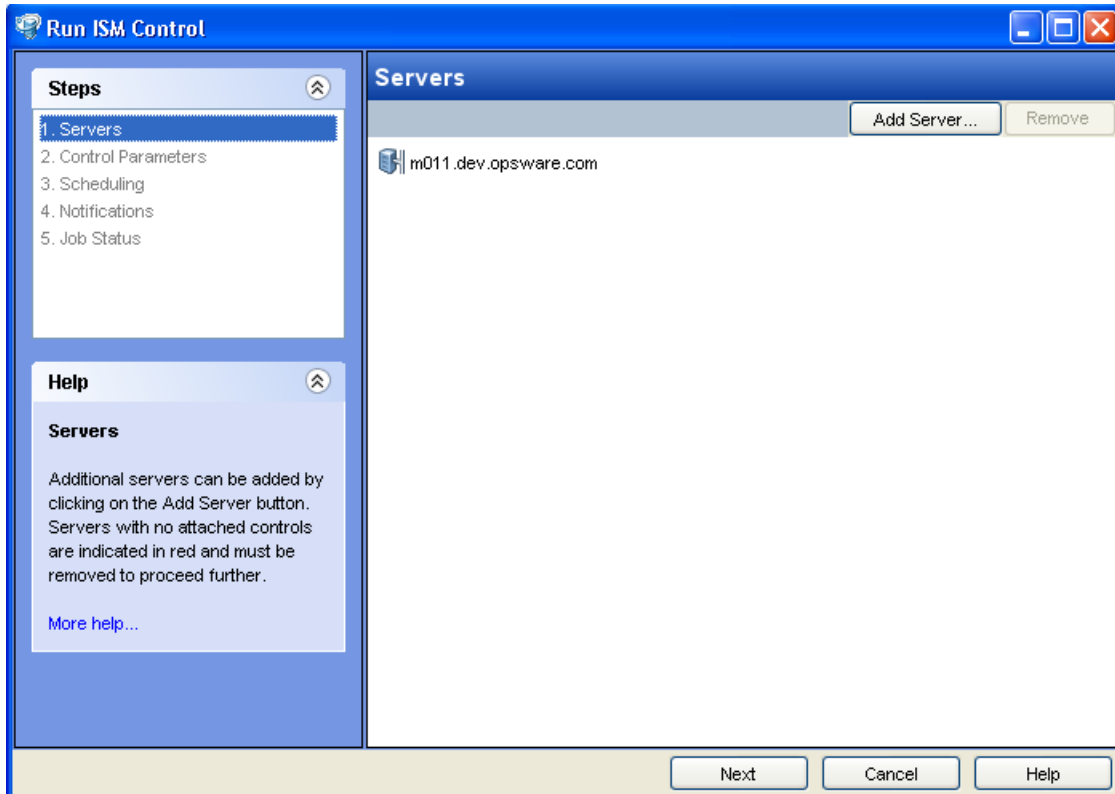 Run ISM Control
Steps
1. Servers
2. Control Parameters
3. Scheduling
4. Notifications
5. Job Status
Help
Servers
Additional servers can be added by
clicking on the Add Server button.
Servers with no attached controls
are indicated in red and must be
removed to proceed further.
More help...
Servers
Add Server...
Remove
m011.dev.opsware.com
Next
Cancel
Help